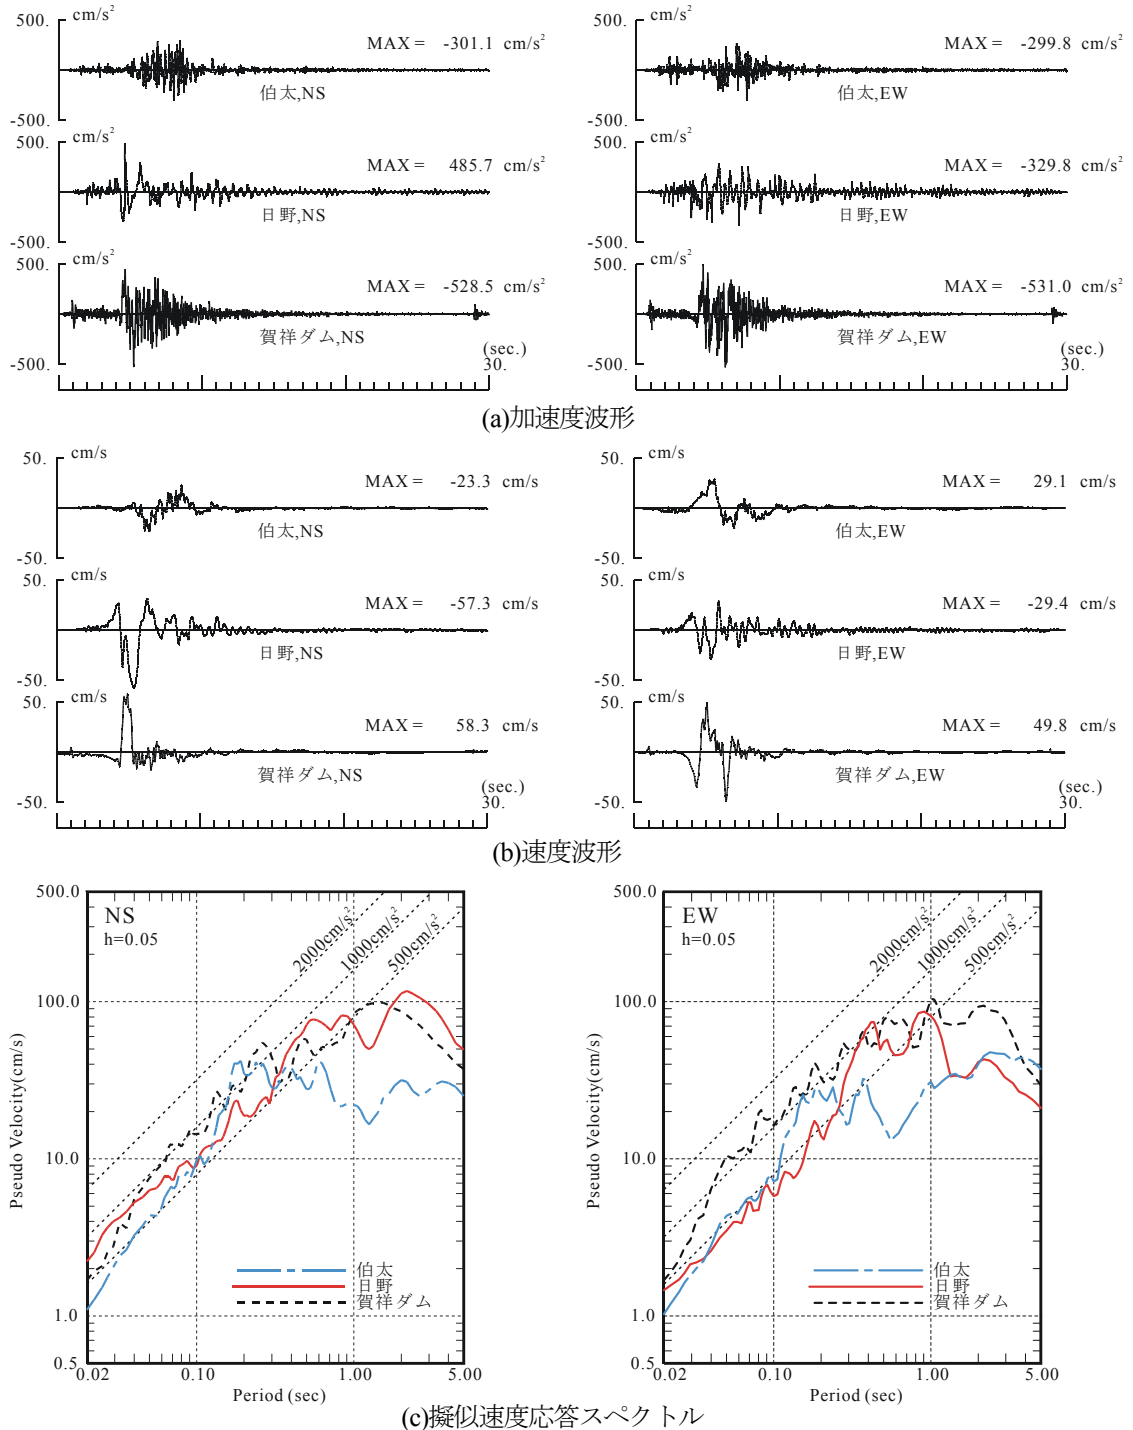 500.
cm/s²
MAX = -301.1 cm/s²
伯太,NS
-500.
500.
cm/s²
MAX = 485.7 cm/s²
日野,NS
-500.
500.
cm/s²
MAX = -528.5 cm/s²
賀祥ダム,NS
-500.
(sec.)
30.
500.
cm/s²
MAX = -299.8 cm/s²
伯太,EW
-500.
500.
cm/s²
MAX = -329.8 cm/s²
日野,EW
-500.
500.
cm/s²
MAX = -531.0 cm/s²
賀祥ダム,EW
-500.
(sec.)
30.
(a)加速度波形
50.
cm/s
MAX = -23.3 cm/s
伯太,NS
-50.
50.
cm/s
MAX = -57.3 cm/s
日野,NS
-50.
50.
cm/s
MAX = 58.3 cm/s
賀祥ダム,NS
-50.
(sec.)
30.
50.
cm/s
MAX = 29.1 cm/s
伯太,EW
-50.
50.
cm/s
MAX = -29.4 cm/s
日野,EW
-50.
50.
cm/s
MAX = 49.8 cm/s
賀祥ダム,EW
-50.
(sec.)
30.
(b)速度波形
500.0
100.0
10.0
1.0
0.5
Pseudo Velocity(cm/s)
NS
h=0.05
2000cm/s²
1000cm/s²
500cm/s²
伯太
日野
賀祥ダム
0.02 0.10 1.00 5.00
Period (sec)
500.0
100.0
10.0
1.0
0.5
Pseudo Velocity(cm/s)
EW
h=0.05
2000cm/s²
1000cm/s²
500cm/s²
伯太
日野
賀祥ダム
0.02 0.10 1.00 5.00
Period (sec)
(c)擬似速度応答スペクトル